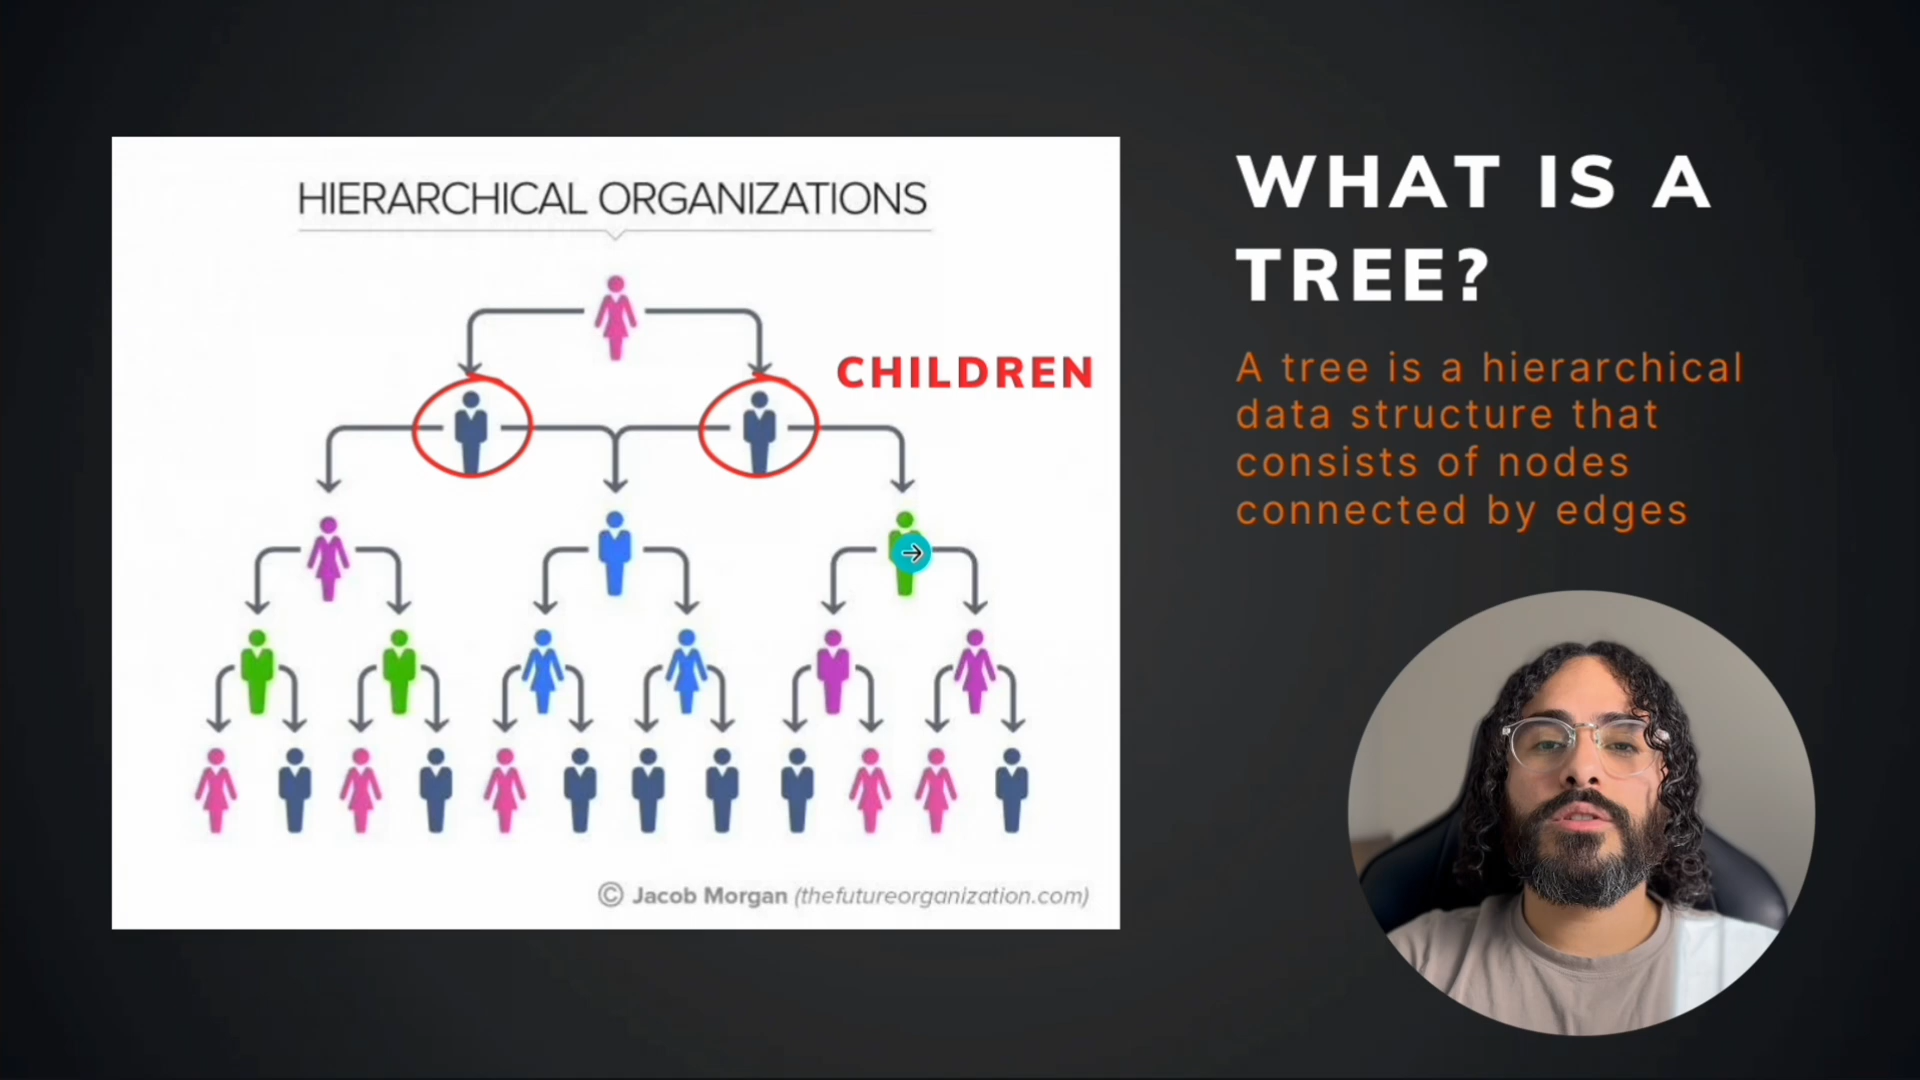 HIERARCHICAL ORGANIZATIONS
CHILDREN
© Jacob Morgan (thefutureorganization.com)
WHAT IS A
TREE?
A tree is a hierarchical
data structure that
consists of nodes
connected by edges